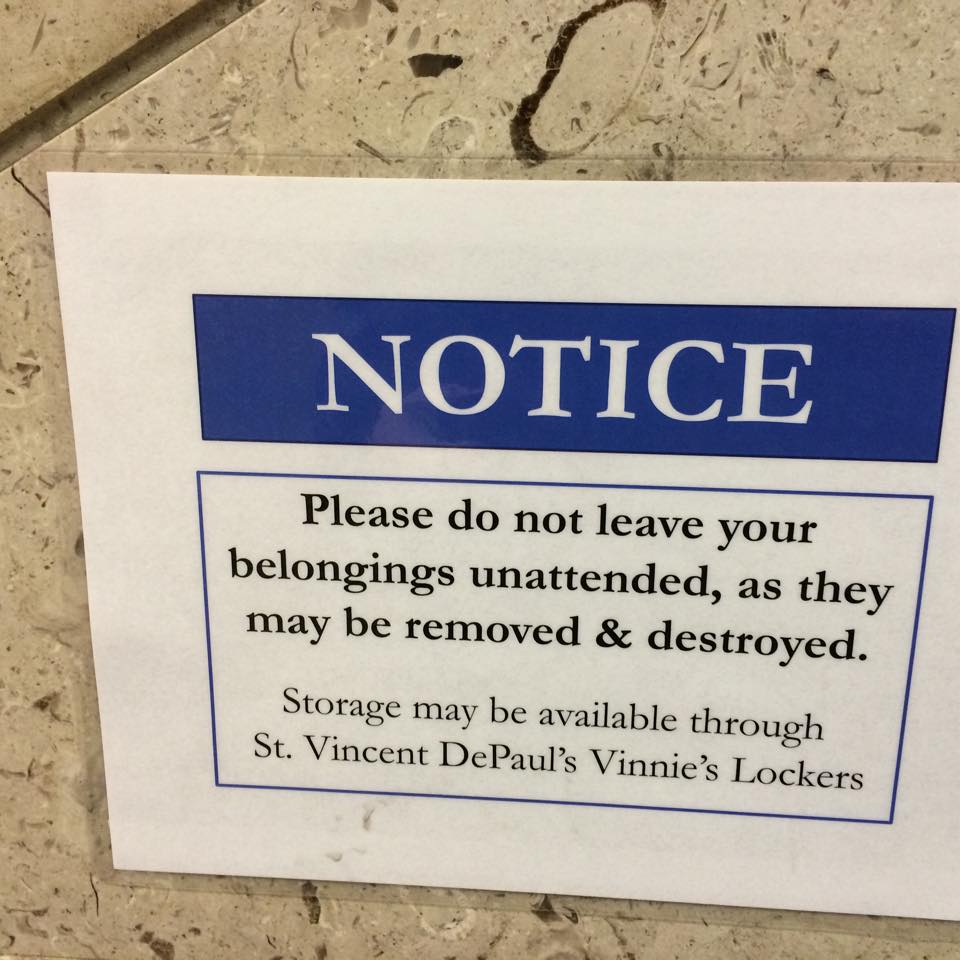 NOTICE
Please do not leave your
belongings unattended, as they
may be removed & destroyed.
Storage may be available through
St. Vincent DePaul's Vinnie's Lockers